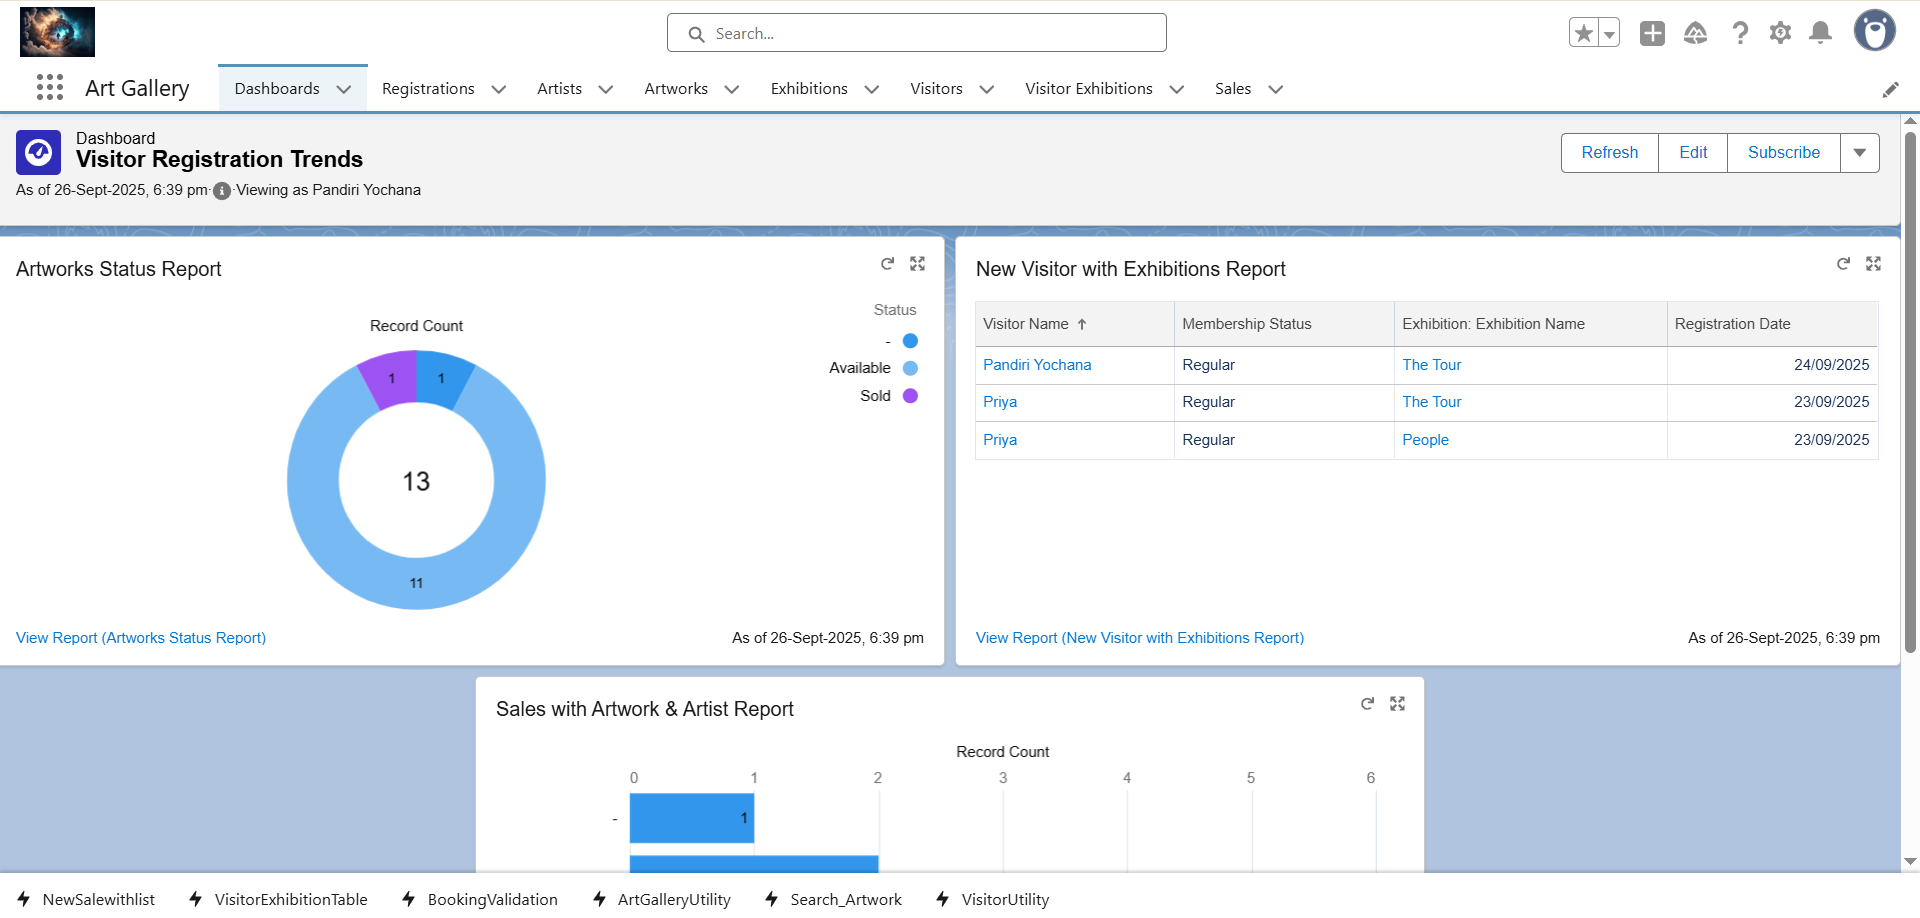 Search...
Art Gallery
Dashboards
Registrations
Artists
Artworks
Exhibitions
Visitors
Visitor Exhibitions
Sales
Dashboard
Visitor Registration Trends
As of 26-Sept-2025, 6:39 pm·Viewing as Pandiri Yochana
Refresh
Edit
Subscribe
Artworks Status Report
Record Count
Status
-
Available
Sold
1
1
13
11
View Report (Artworks Status Report)
As of 26-Sept-2025, 6:39 pm
New Visitor with Exhibitions Report
Visitor Name ↑ Membership Status Exhibition: Exhibition Name Registration Date
Pandiri Yochana Regular The Tour 24/09/2025
Priya Regular The Tour 23/09/2025
Priya Regular People 23/09/2025
View Report (New Visitor with Exhibitions Report)
As of 26-Sept-2025, 6:39 pm
Sales with Artwork & Artist Report
Record Count
0 1 2 3 4 5 6
- 1
NewSalewithlist
VisitorExhibitionTable
BookingValidation
ArtGalleryUtility
Search_Artwork
VisitorUtility